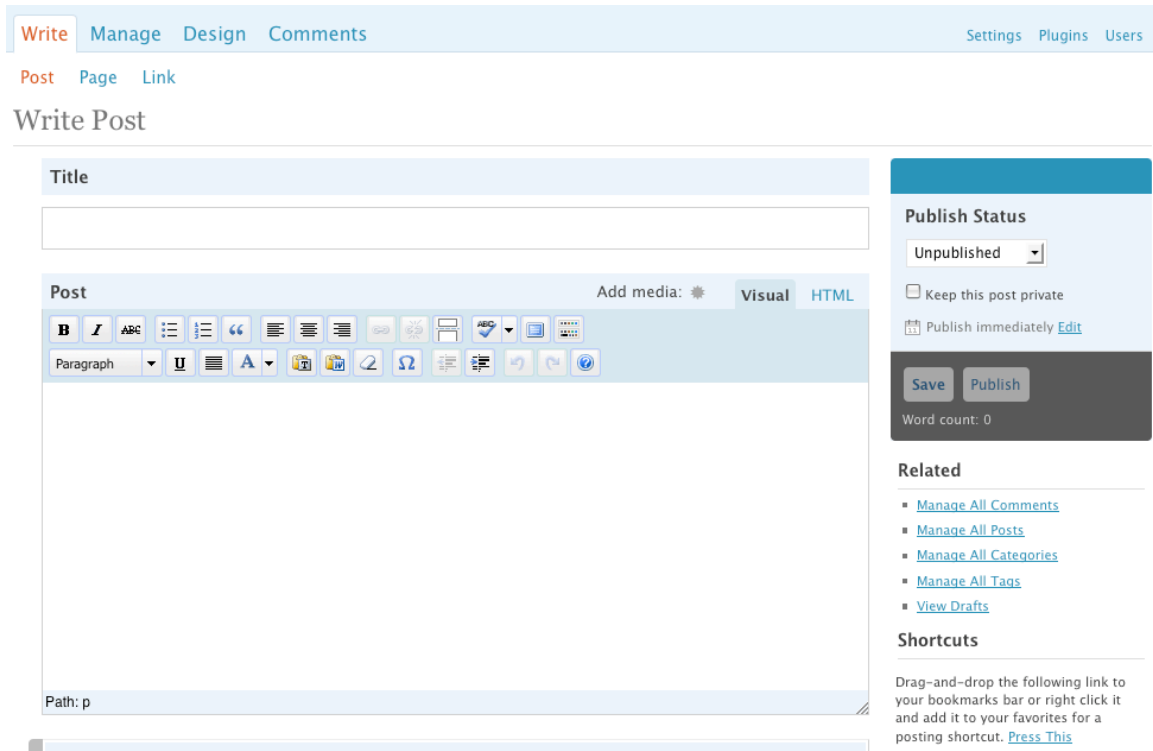 Write Manage Design Comments Settings Plugins Users
Post Page Link
Write Post
Title
Post Add media: Visual HTML
B I ABC ABC
Paragraph U A T W Ω ?
Path: p
Publish Status
Unpublished
Keep this post private
11 Publish immediately Edit
Save Publish
Word count: 0
Related
Manage All Comments
Manage All Posts
Manage All Categories
Manage All Tags
View Drafts
Shortcuts
Drag-and-drop the following link to
your bookmarks bar or right click it
and add it to your favorites for a
posting shortcut. Press This